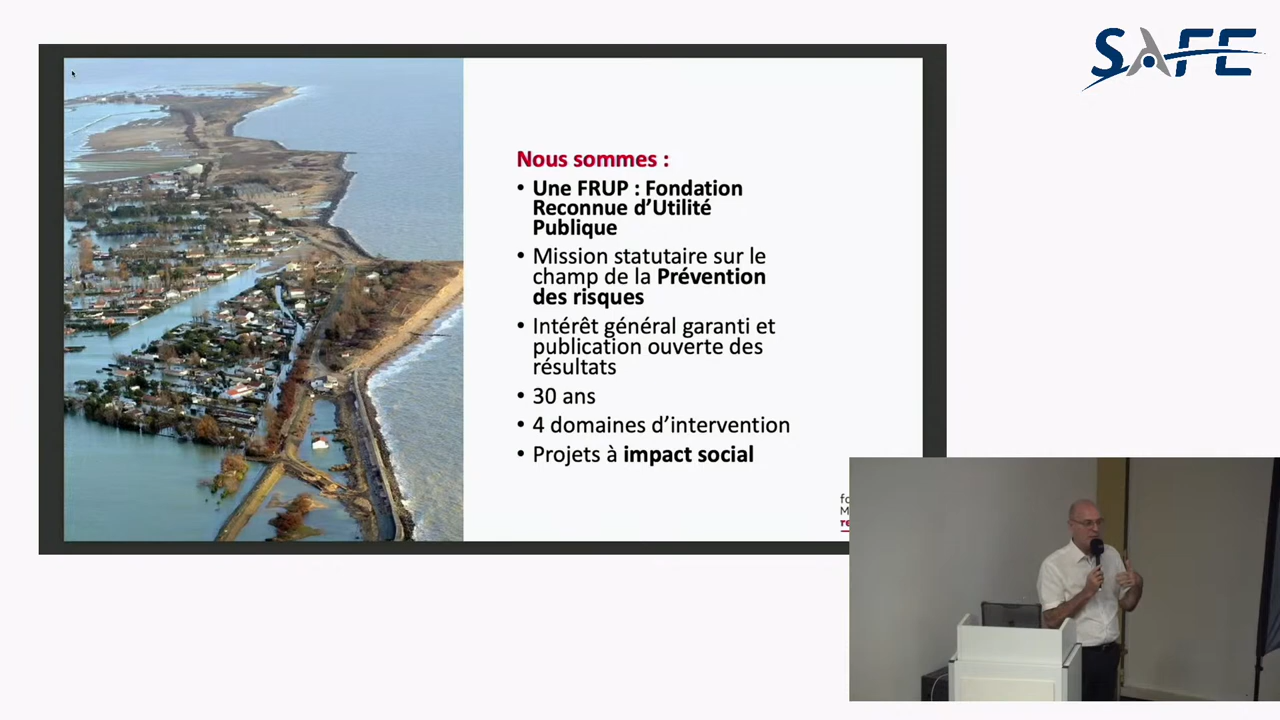 SAFE
Nous sommes :
• Une FRUP : Fondation
Reconnue d'Utilité
Publique
• Mission statutaire sur le
champ de la Prévention
des risques
• Intérêt général garanti et
publication ouverte des
résultats
• 30 ans
• 4 domaines d'intervention
• Projets à impact social